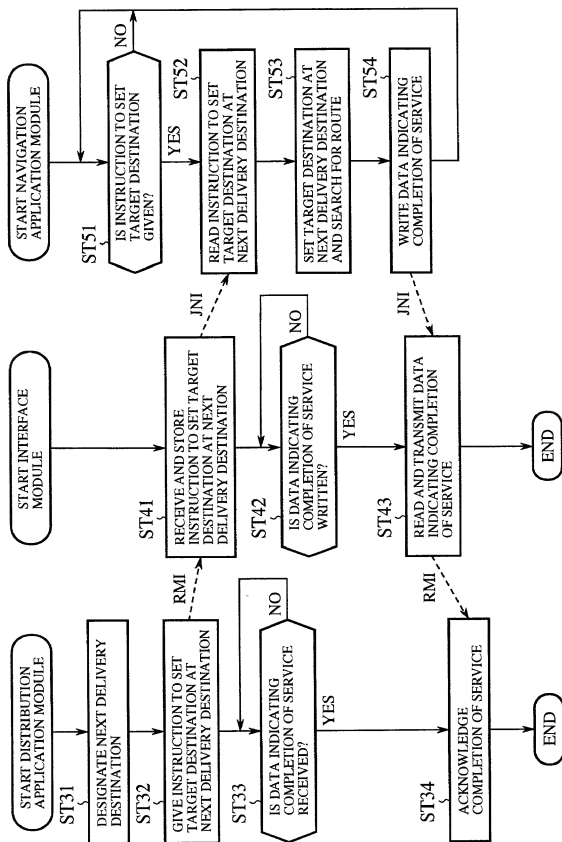 START DISTRIBUTION
APPLICATION MODULE
ST31
DESIGNATE NEXT DELIVERY
DESTINATION
ST32
GIVE INSTRUCTION TO SET
TARGET DESTINATION AT
NEXT DELIVERY DESTINATION
RMI
ST33
IS DATA INDICATING
COMPLETION OF SERVICE
RECEIVED?
NO
YES
RMI
ST34
ACKNOWLEDGE
COMPLETION OF SERVICE
END
START INTERFACE
MODULE
ST41
RECEIVE AND STORE
INSTRUCTION TO SET TARGET
DESTINATION AT NEXT
DELIVERY DESTINATION
JNI
ST42
IS DATA INDICATING
COMPLETION OF SERVICE
WRITTEN?
NO
YES
JNI
ST43
READ AND TRANSMIT DATA
INDICATING COMPLETION
OF SERVICE
END
START NAVIGATION
APPLICATION MODULE
ST51
IS INSTRUCTION TO SET
TARGET DESTINATION
GIVEN?
NO
YES
ST52
READ INSTRUCTION TO SET
TARGET DESTINATION AT
NEXT DELIVERY DESTINATION
ST53
SET TARGET DESTINATION AT
NEXT DELIVERY DESTINATION
AND SEARCH FOR ROUTE
ST54
WRITE DATA INDICATING
COMPLETION OF SERVICE